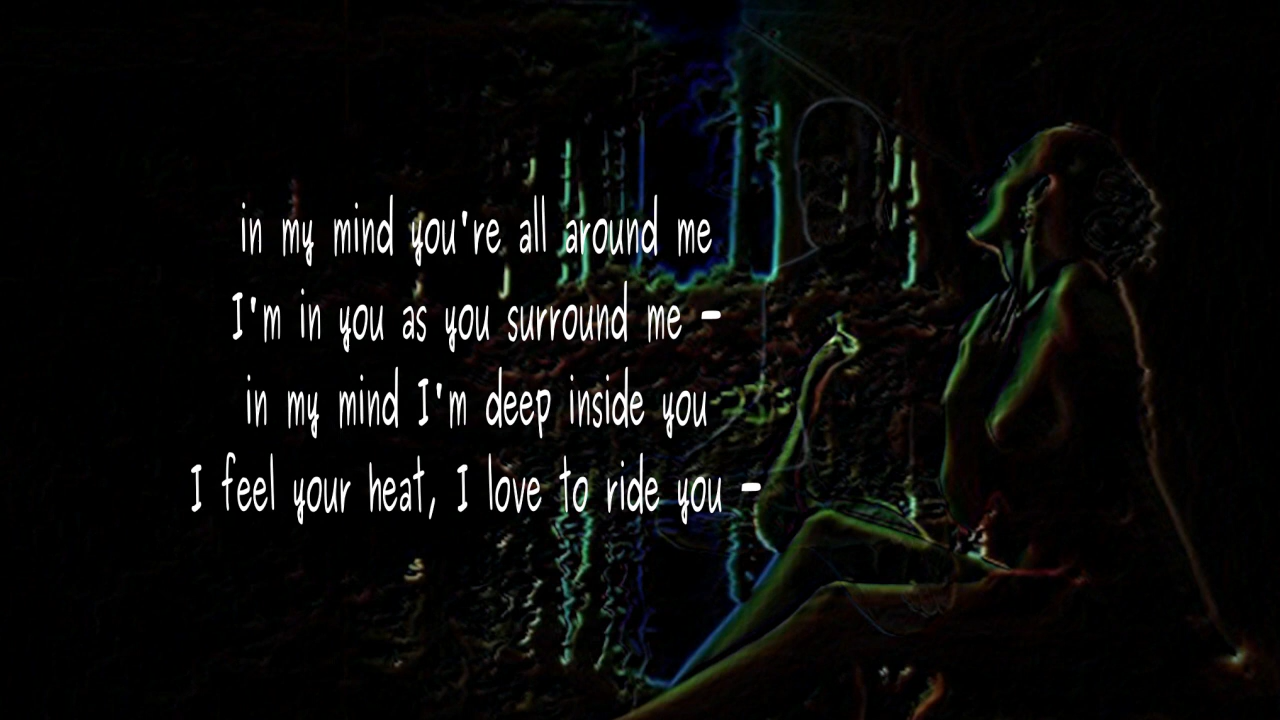 in my mind you're all around me
I'm in you as you surround me -
in my mind I'm deep inside you
I feel your heat, I love to ride you -